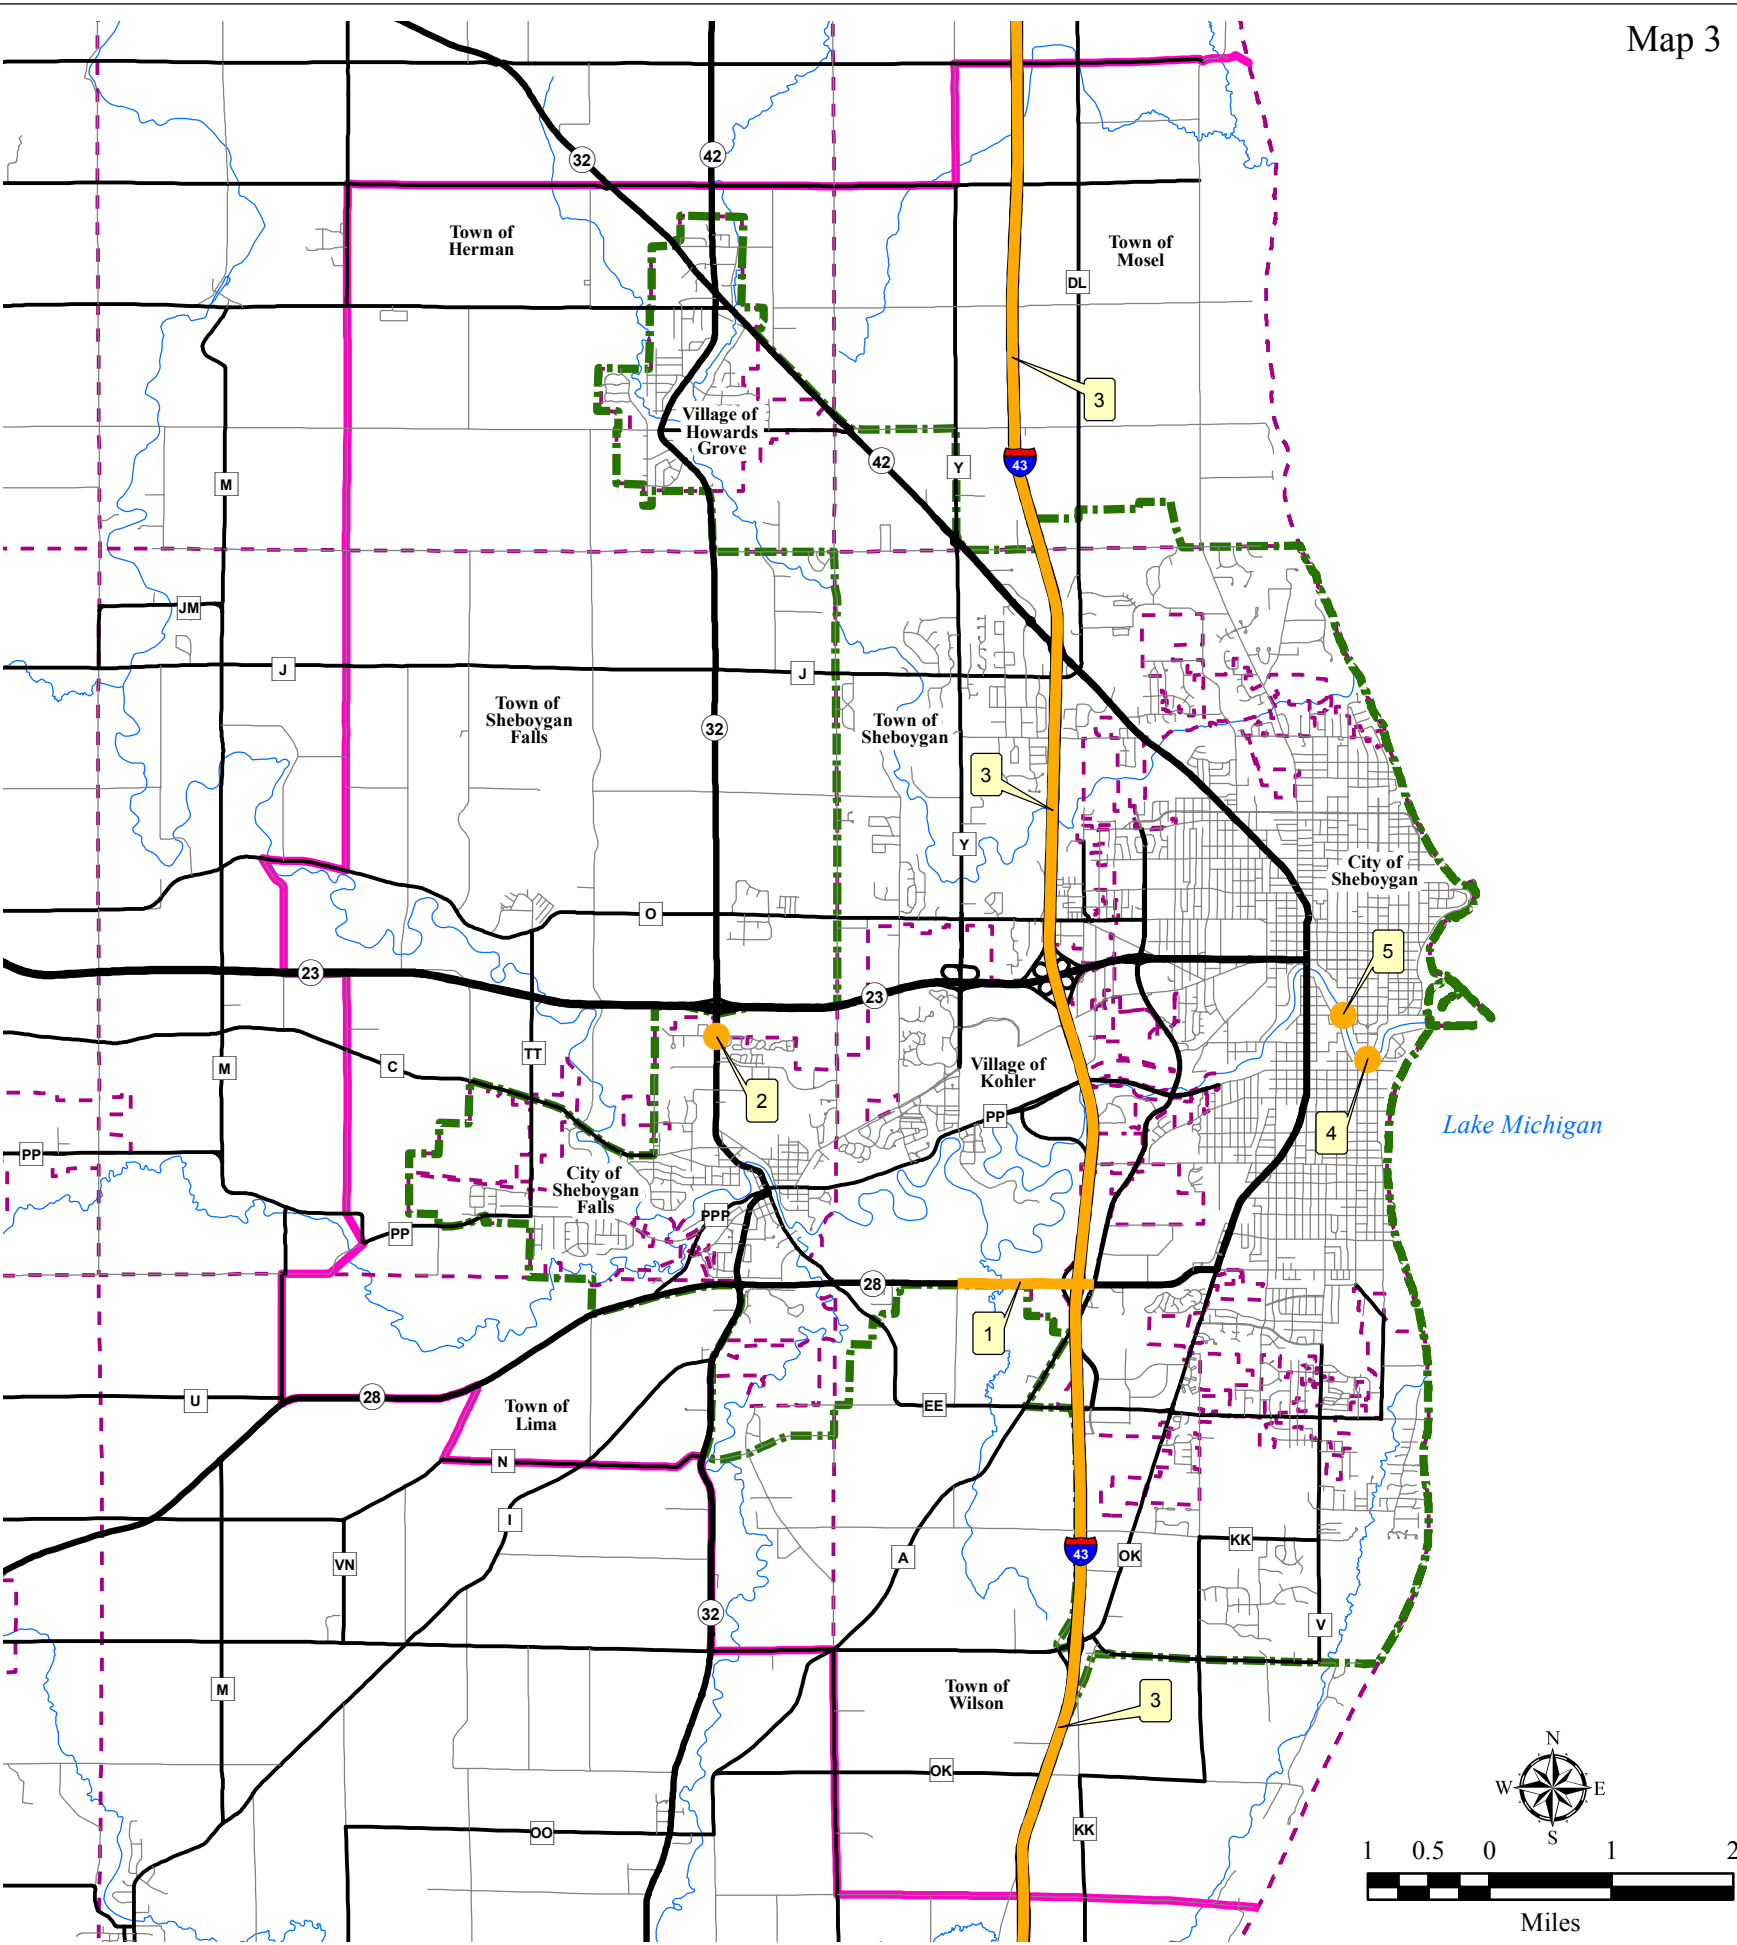 Map 3
32
42
Town of
Herman
Town of
Mosel
DL
3
Village of
Howards
Grove
42
Y
43
M
JM
J
J
Town of
Sheboygan
Falls
32
Town of
Sheboygan
3
Y
City of
Sheboygan
O
5
23
23
TT
C
M
2
Village of
Kohler
PP
4
Lake Michigan
PP
City of
Sheboygan
Falls
PPP
PP
28
1
U
28
Town of
Lima
EE
N
I
VN
A
43
OK
KK
32
V
M
Town of
Wilson
3
OK
OO
KK
N
W
E
S
1
0.5
0
1
2
Miles